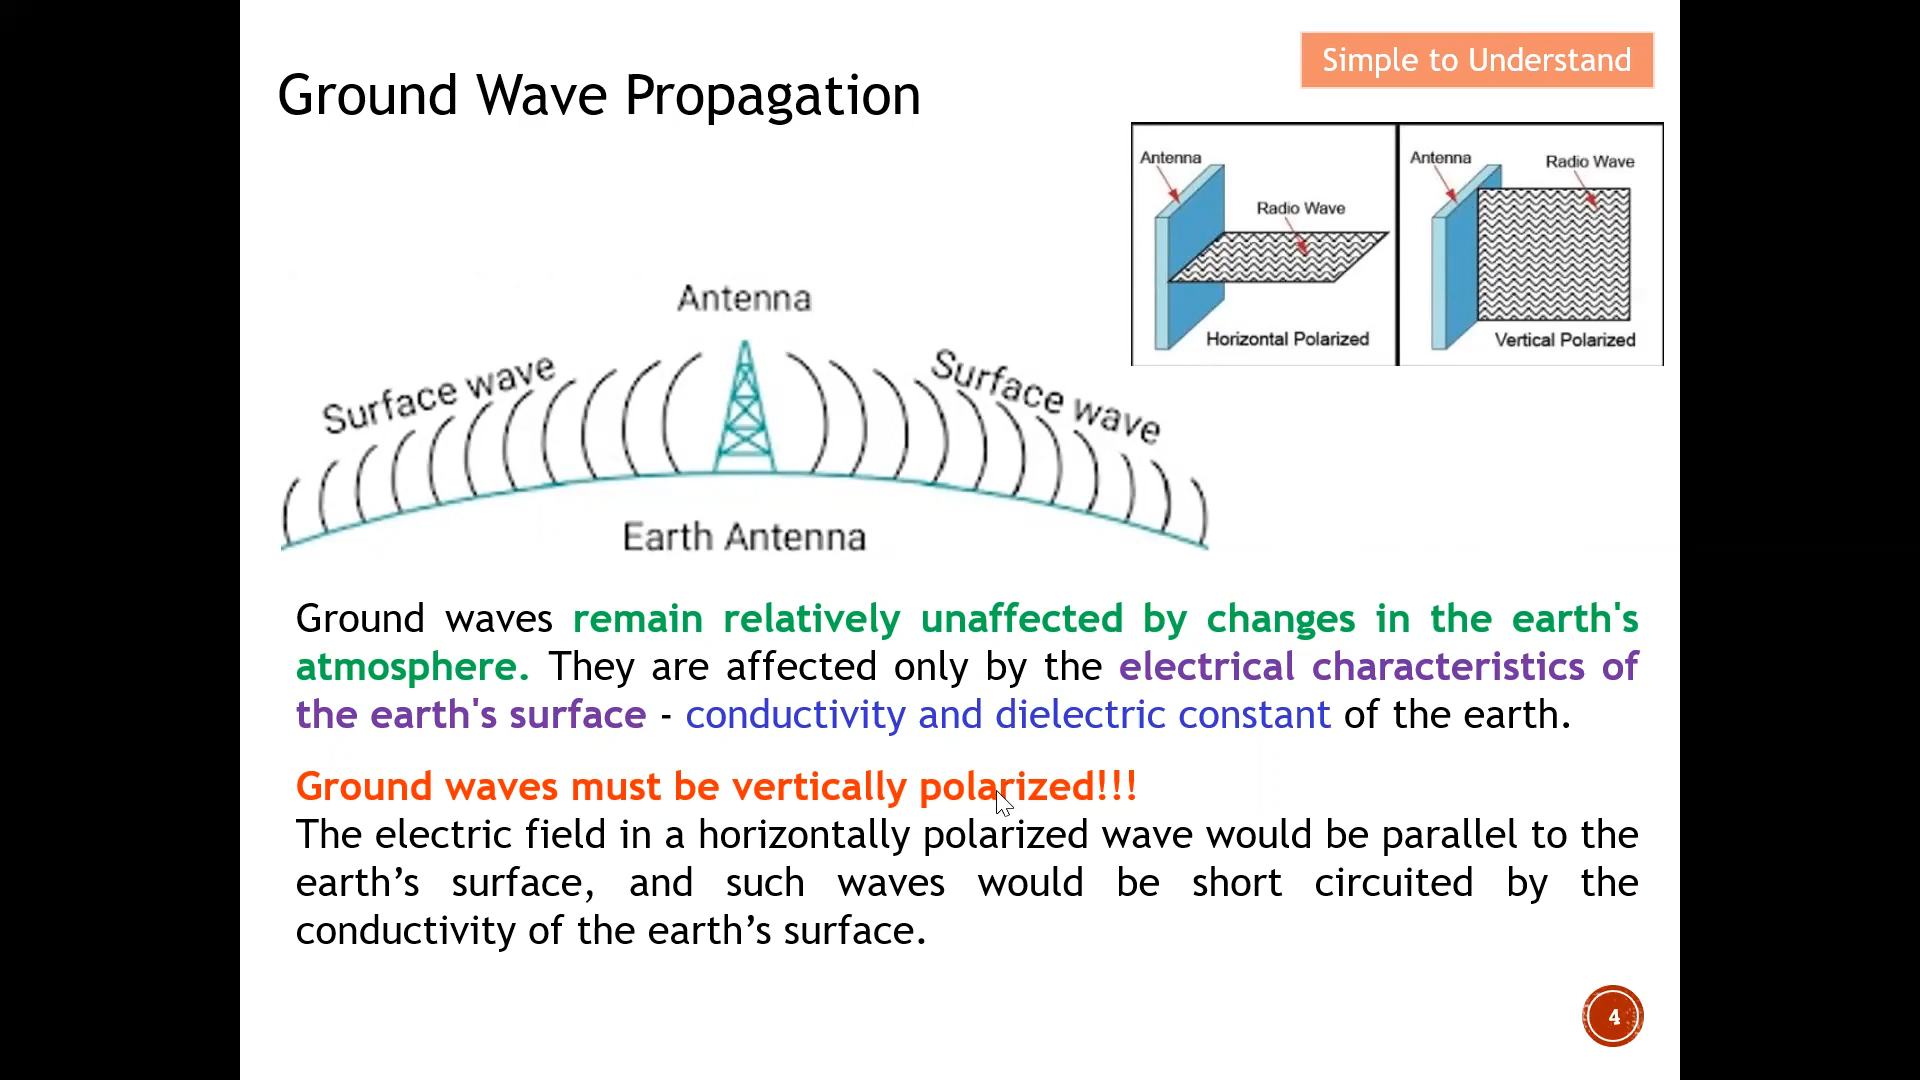 Simple to Understand
Ground Wave Propagation
Antenna
Radio Wave
Horizontal Polarized
Antenna
Radio Wave
Vertical Polarized
Antenna
Surface wave
Surface wave
Earth Antenna
Ground waves remain relatively unaffected by changes in the earth's
atmosphere. They are affected only by the electrical characteristics of
the earth's surface - conductivity and dielectric constant of the earth.
Ground waves must be vertically polarized!!!
The electric field in a horizontally polarized wave would be parallel to the
earth’s surface, and such waves would be short circuited by the
conductivity of the earth’s surface.
4